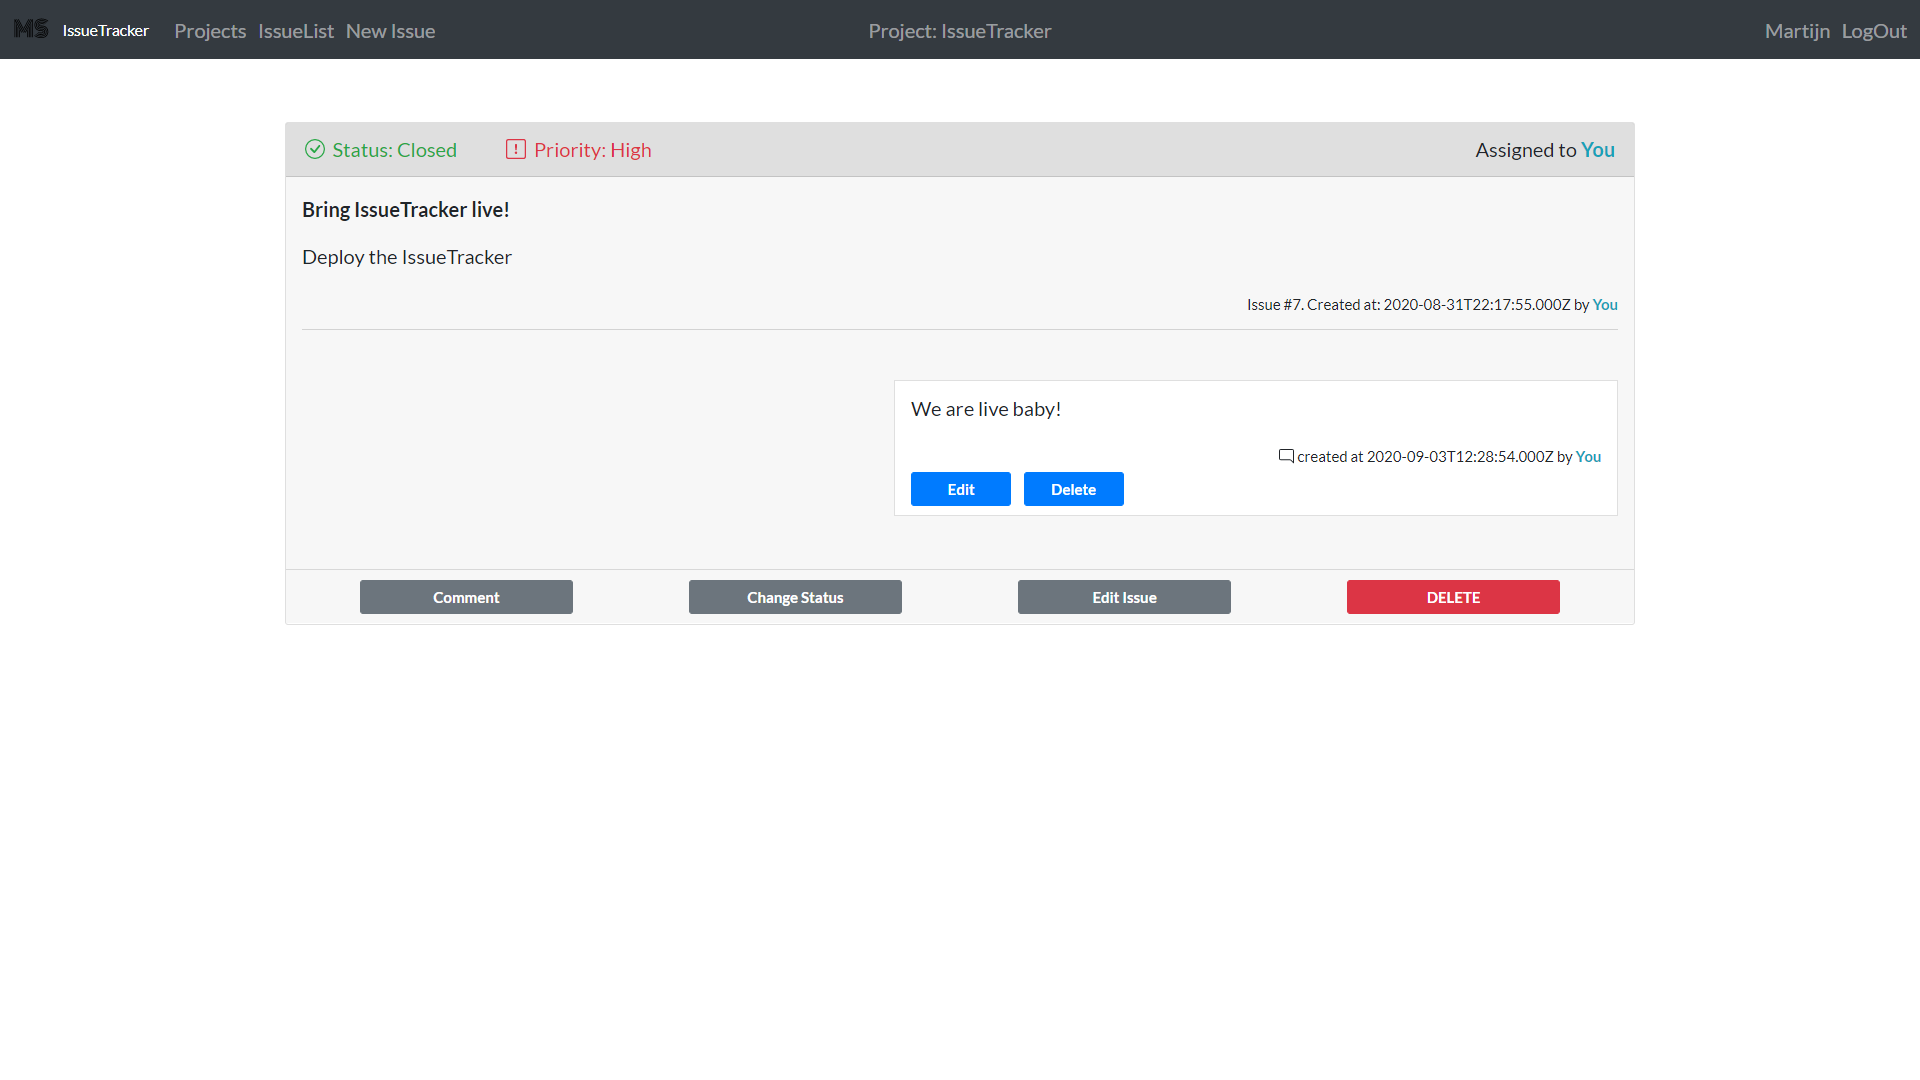 MS IssueTracker Projects IssueList New Issue Project: IssueTracker Martijn LogOut
Status: Closed Priority: High Assigned to You
Bring IssueTracker live!
Deploy the IssueTracker
Issue #7. Created at: 2020-08-31T22:17:55.000Z by You
We are live baby!
created at 2020-09-03T12:28:54.000Z by You
Edit Delete
Comment Change Status Edit Issue DELETE